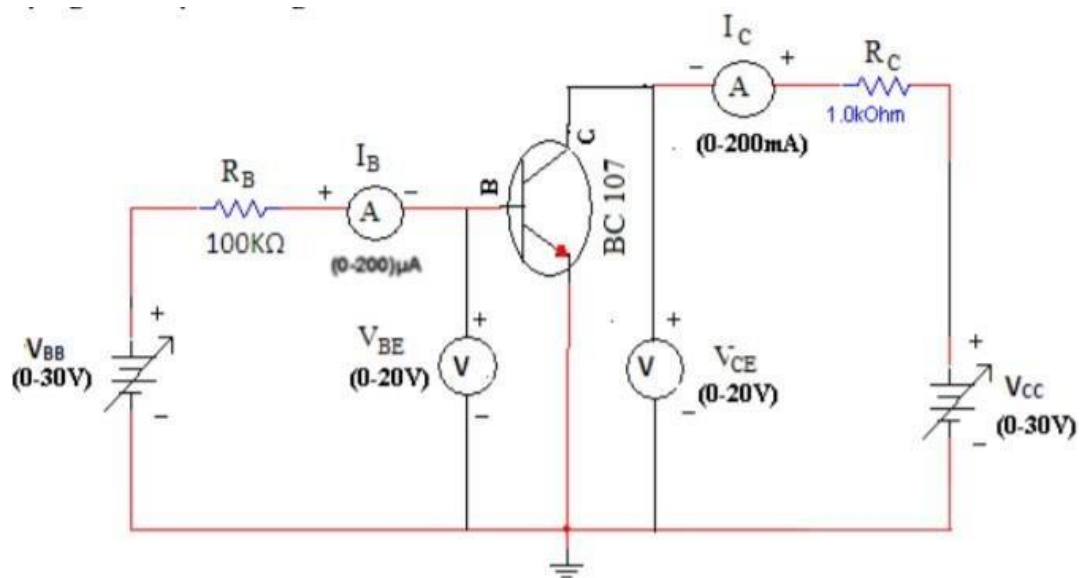 I_C
R_C
− A +
1.0kOhm
(0-200mA)
C
B
BC 107
I_B
R_B
+ A −
100KΩ
(0-200)µA
V_BB
(0-30V)
+
−
V_BE
(0-20V)
+
V
−
V_CE
(0-20V)
+
V
−
V_CC
(0-30V)
+
−